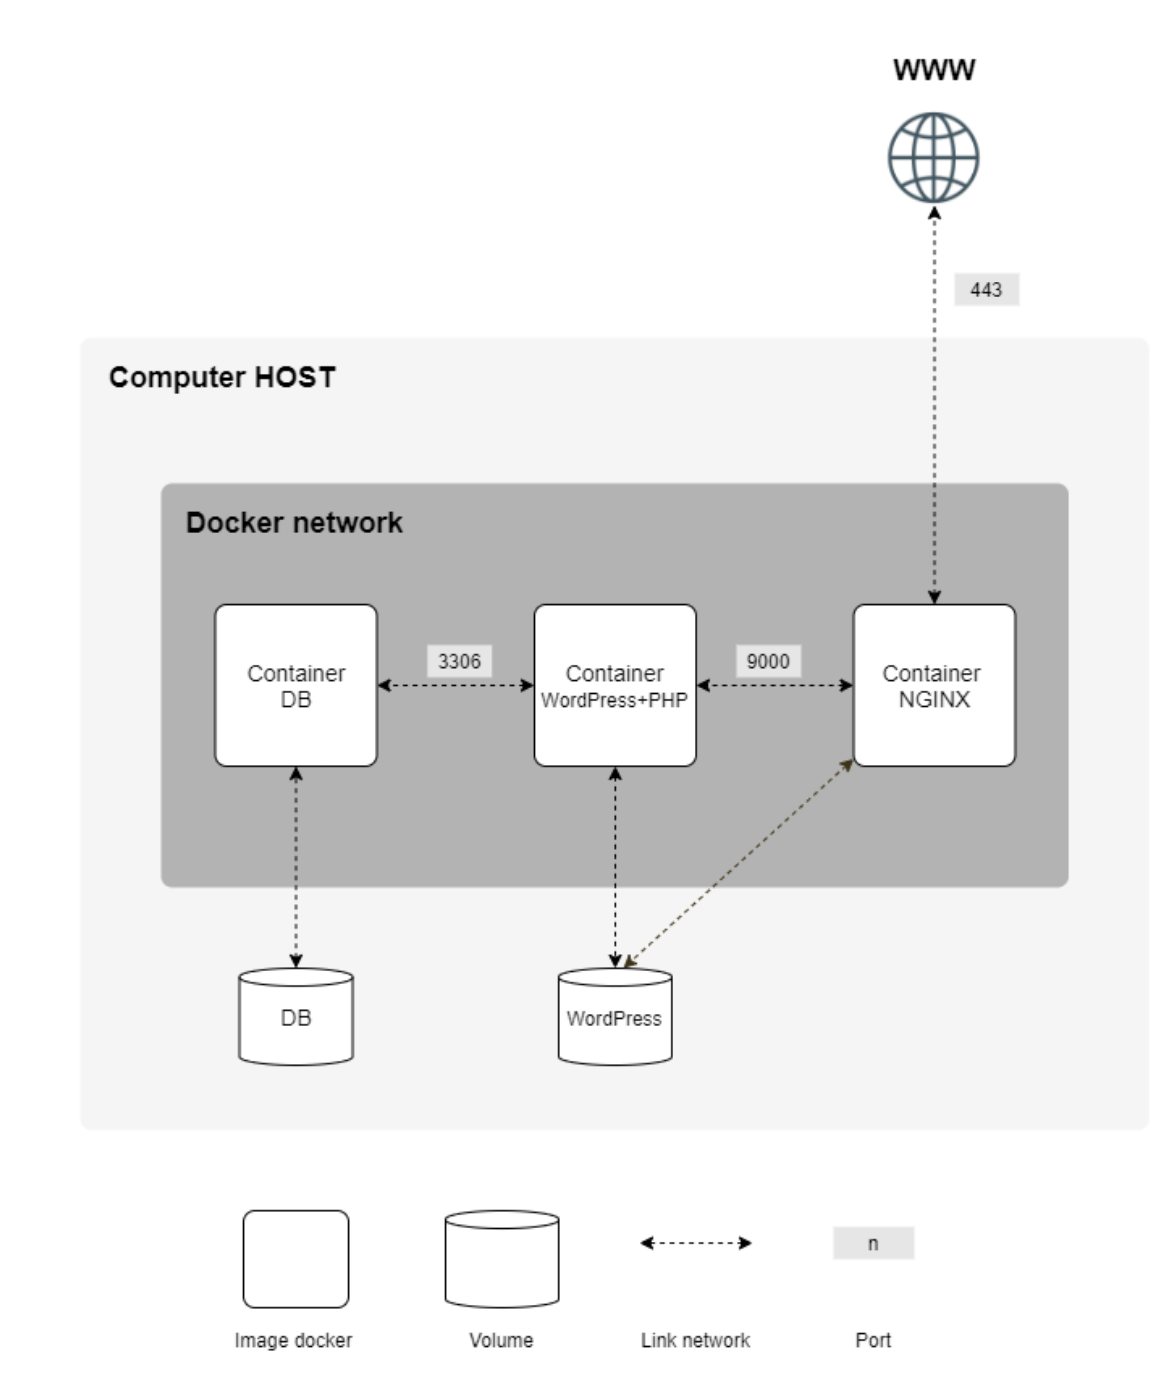 WWW
443
Computer HOST
Docker network
Container
DB
3306
Container
WordPress+PHP
9000
Container
NGINX
DB
WordPress
n
Image docker
Volume
Link network
Port